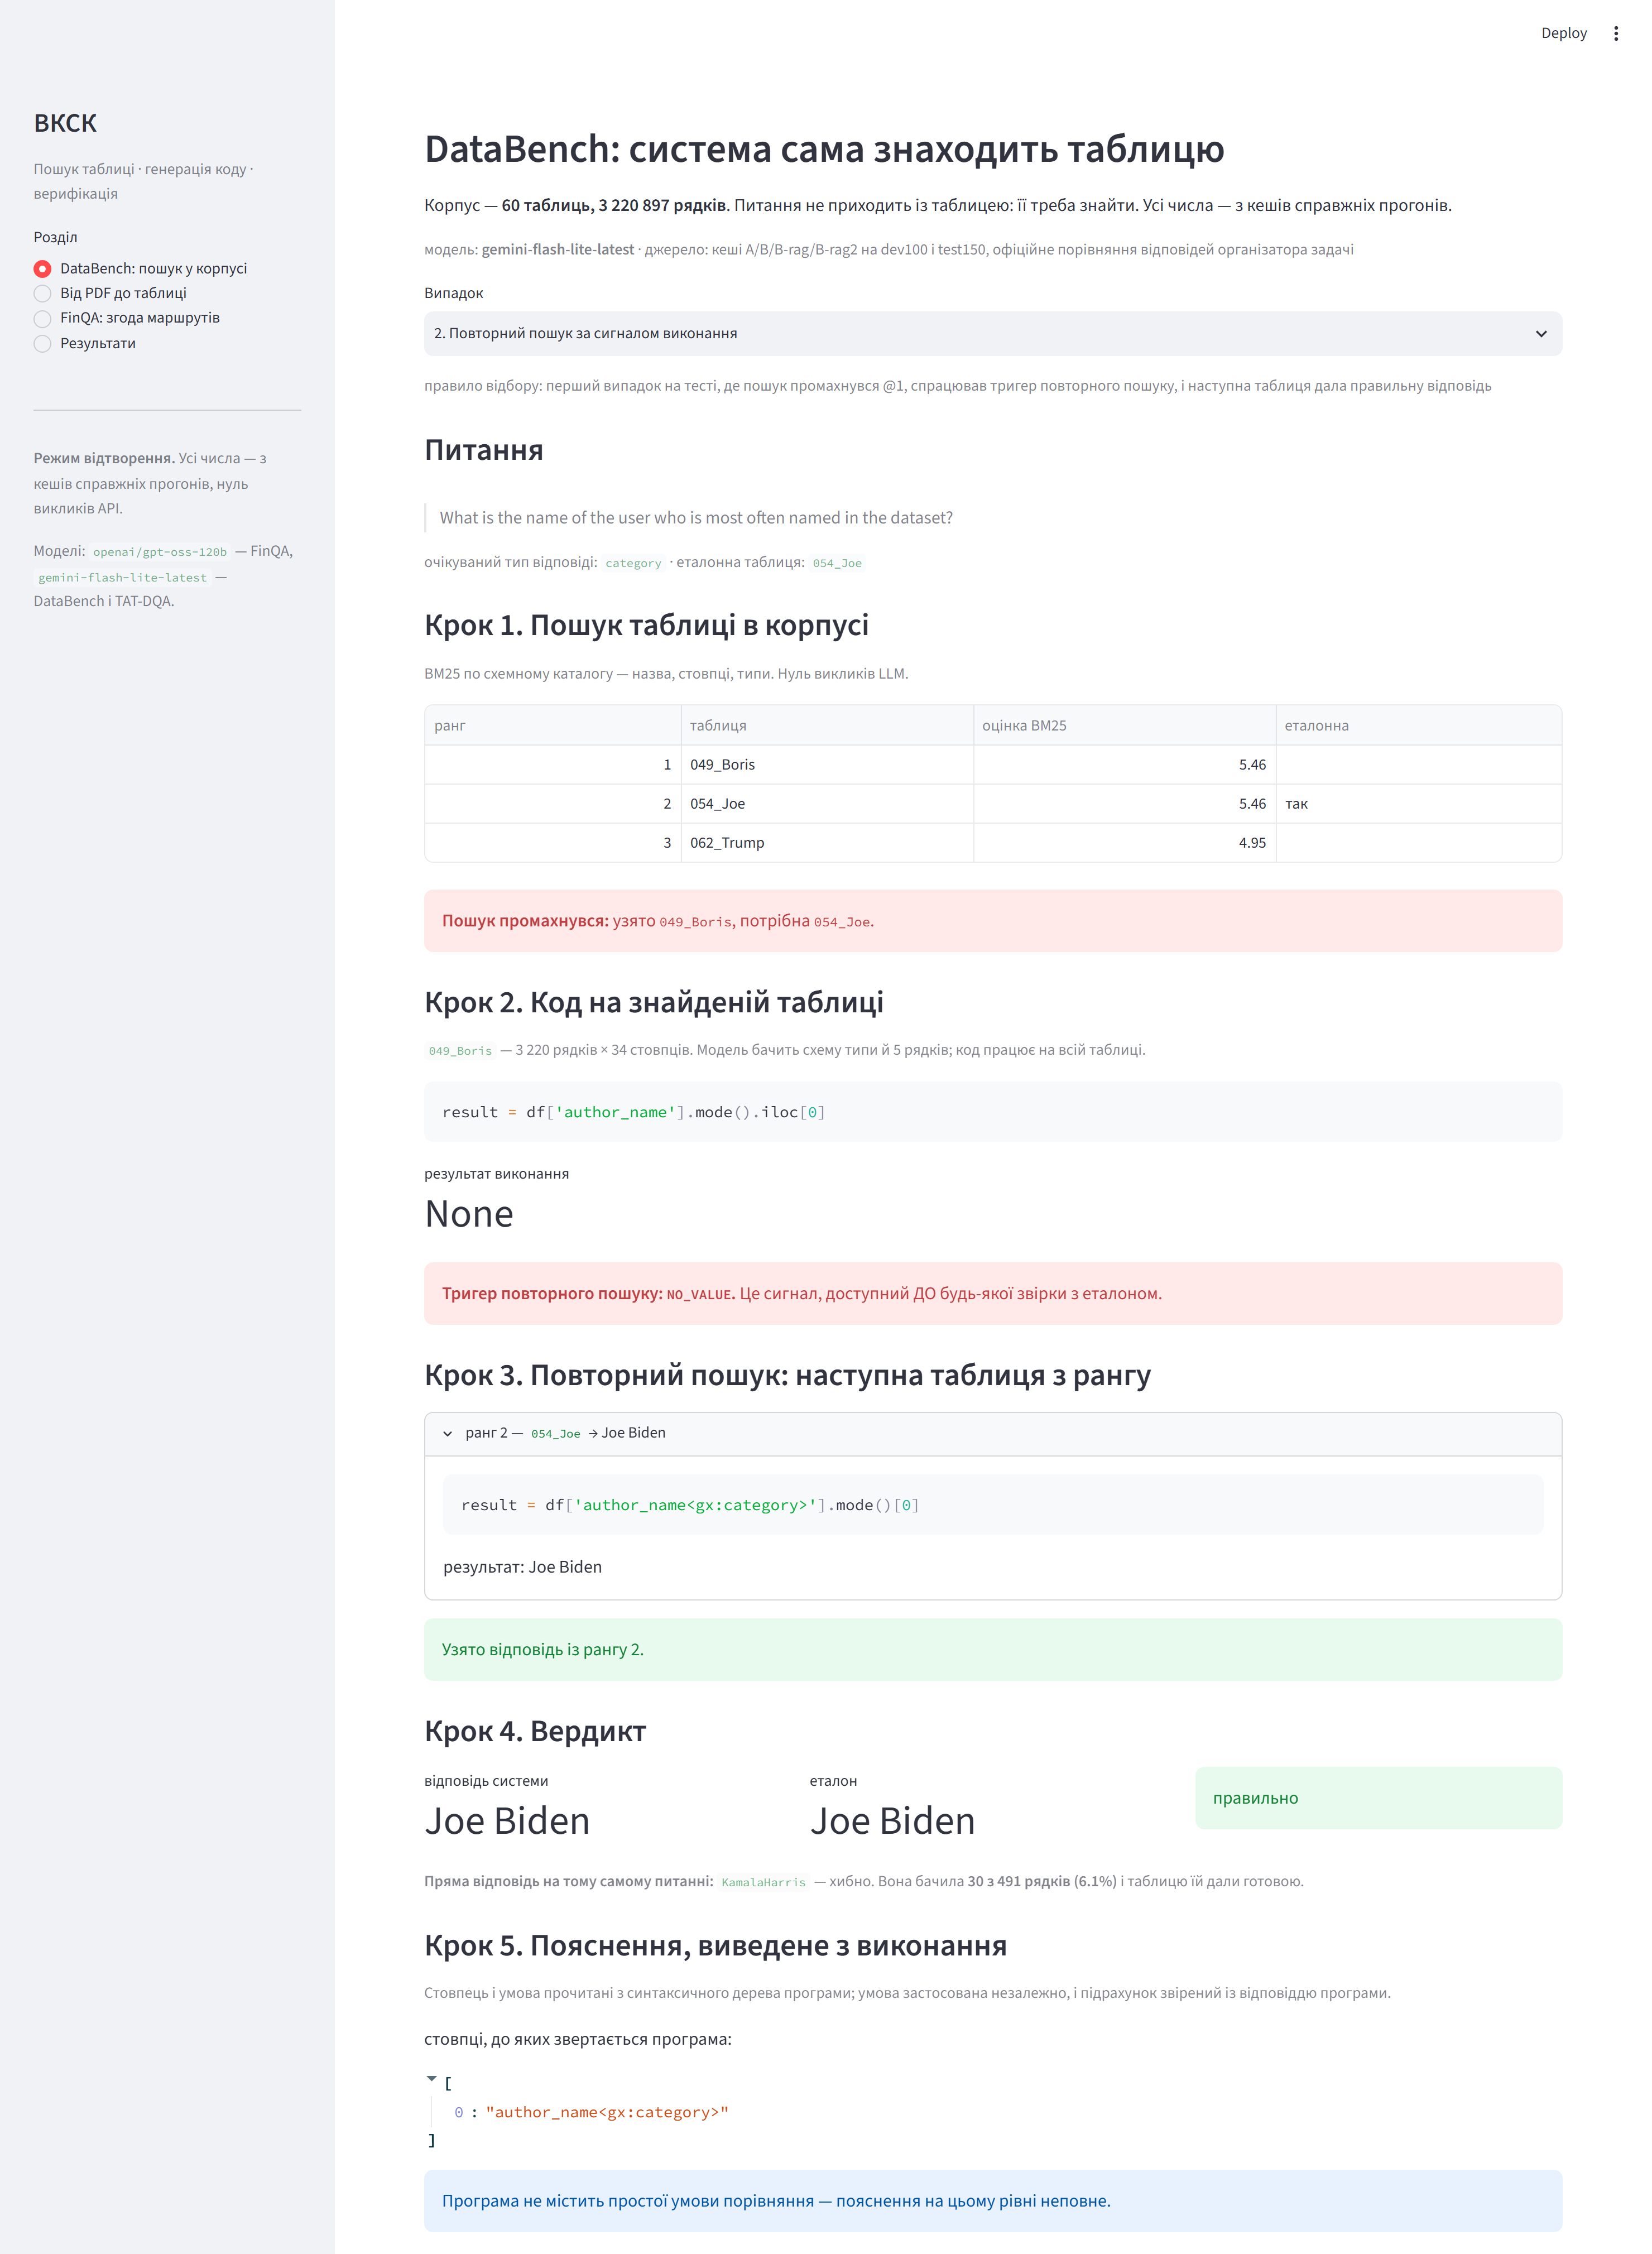 Deploy
ВКСК
Пошук таблиці · генерація коду ·
верифікація
Розділ
DataBench: пошук у корпусі
Від PDF до таблиці
FinQA: згода маршрутів
Результати
Режим відтворення. Усі числа — з
кешів справжніх прогонів, нуль
викликів API.
Моделі: openai/gpt-oss-120b — FinQA,
gemini-flash-lite-latest —
DataBench і TAT-DQA.
DataBench: система сама знаходить таблицю
Корпус — 60 таблиць, 3 220 897 рядків. Питання не приходить із таблицею: її треба знайти. Усі числа — з кешів справжніх прогонів.
модель: gemini-flash-lite-latest · джерело: кеші A/B/B-rag/B-rag2 на dev100 і test150, офіційне порівняння відповідей організатора задачі
Випадок
2. Повторний пошук за сигналом виконання
правило відбору: перший випадок на тесті, де пошук промахнувся @1, спрацював тригер повторного пошуку, і наступна таблиця дала правильну відповідь
Питання
What is the name of the user who is most often named in the dataset?
очікуваний тип відповіді: category · еталонна таблиця: 054_Joe
Крок 1. Пошук таблиці в корпусі
BM25 по схемному каталогу — назва, стовпці, типи. Нуль викликів LLM.
ранг таблиця оцінка BM25 еталонна
1 049_Boris 5.46
2 054_Joe 5.46 так
3 062_Trump 4.95
Пошук промахнувся: узято 049_Boris, потрібна 054_Joe.
Крок 2. Код на знайденій таблиці
049_Boris — 3 220 рядків × 34 стовпців. Модель бачить схему типи й 5 рядків; код працює на всій таблиці.
result = df['author_name'].mode().iloc[0]
результат виконання
None
Тригер повторного пошуку: NO_VALUE. Це сигнал, доступний ДО будь-якої звірки з еталоном.
Крок 3. Повторний пошук: наступна таблиця з рангу
ранг 2 — 054_Joe → Joe Biden
result = df['author_name<gx:category>'].mode()[0]
результат: Joe Biden
Узято відповідь із рангу 2.
Крок 4. Вердикт
відповідь системи еталон
правильно
Joe Biden Joe Biden
Пряма відповідь на тому самому питанні: KamalaHarris — хибно. Вона бачила 30 з 491 рядків (6.1%) і таблицю їй дали готовою.
Крок 5. Пояснення, виведене з виконання
Стовпець і умова прочитані з синтаксичного дерева програми; умова застосована незалежно, і підрахунок звірений із відповіддю програми.
стовпці, до яких звертається програма:
[
0 : "author_name<gx:category>"
]
Програма не містить простої умови порівняння — пояснення на цьому рівні неповне.